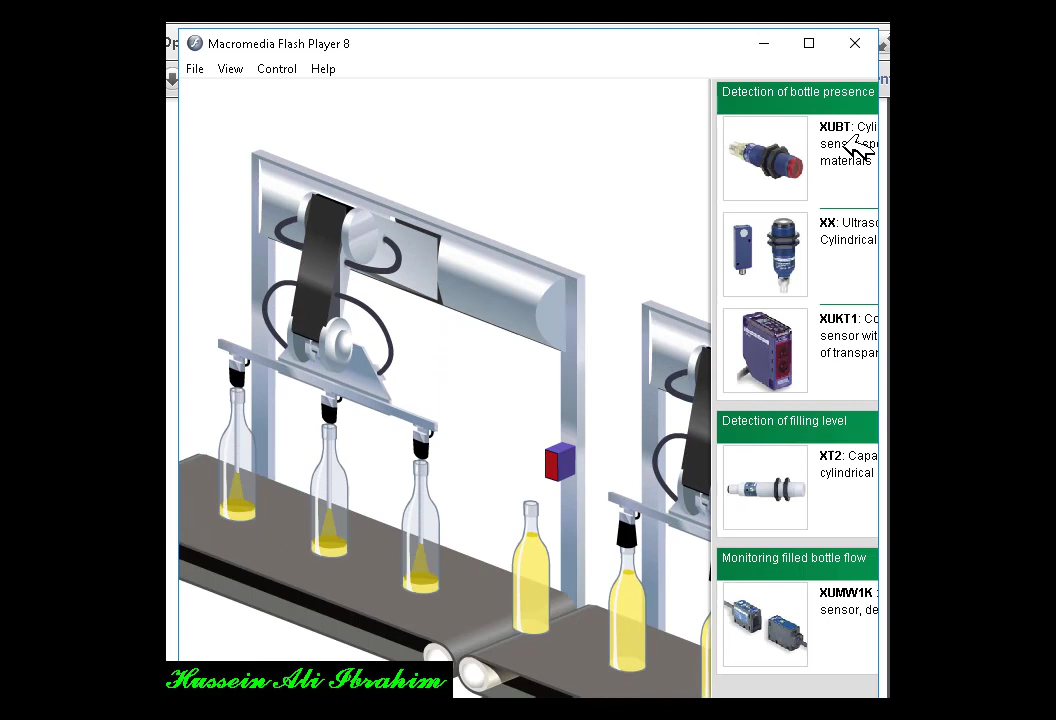 Macromedia Flash Player 8
File View Control Help
Detection of bottle presence
XUBT: Cyli
materials
XX: Ultraso
Cylindrical
XUKT1: Co
sensor wit
of transpar
Detection of filling level
XT2: Capa
cylindrical
Monitoring filled bottle flow
XUMW1K :
sensor, de
Hussein Ali Ibrahim